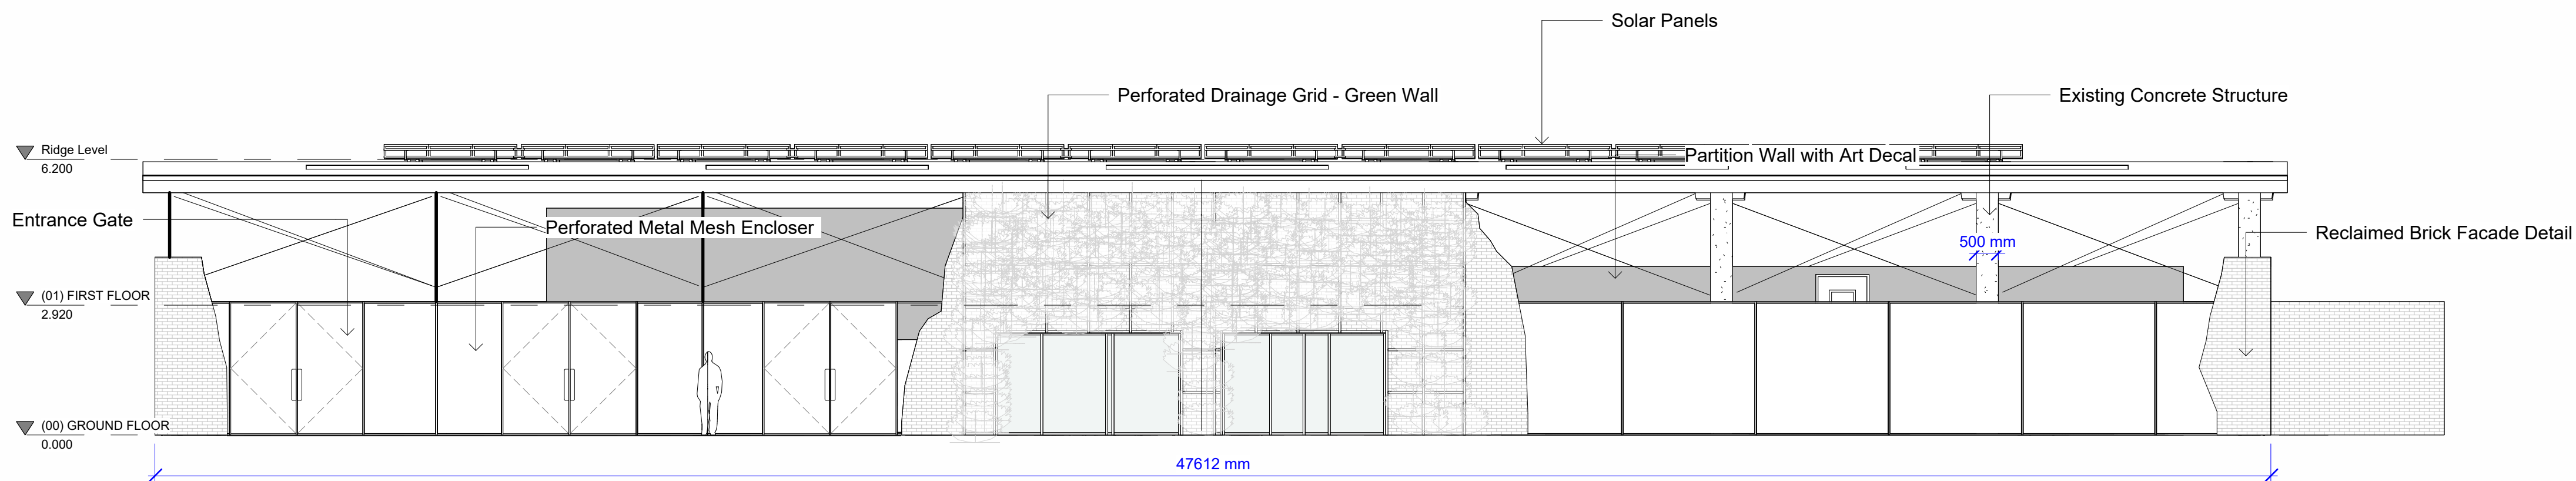 Solar Panels
Perforated Drainage Grid - Green Wall
Existing Concrete Structure
Ridge Level
6.200
Partition Wall with Art Decal
Entrance Gate
Perforated Metal Mesh Encloser
500 mm
Reclaimed Brick Facade Detail
(01) FIRST FLOOR
2.920
(00) GROUND FLOOR
0.000
47612 mm